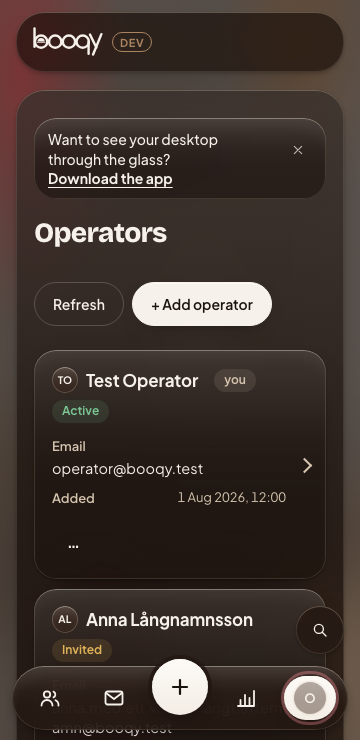 booqy DEV
Want to see your desktop
through the glass?
Download the app
Operators
Refresh + Add operator
TO Test Operator you
Active
Email
operator@booqy.test
Added 1 Aug 2026, 12:00
...
AL Anna Långnamnsson
Invited
Email
O